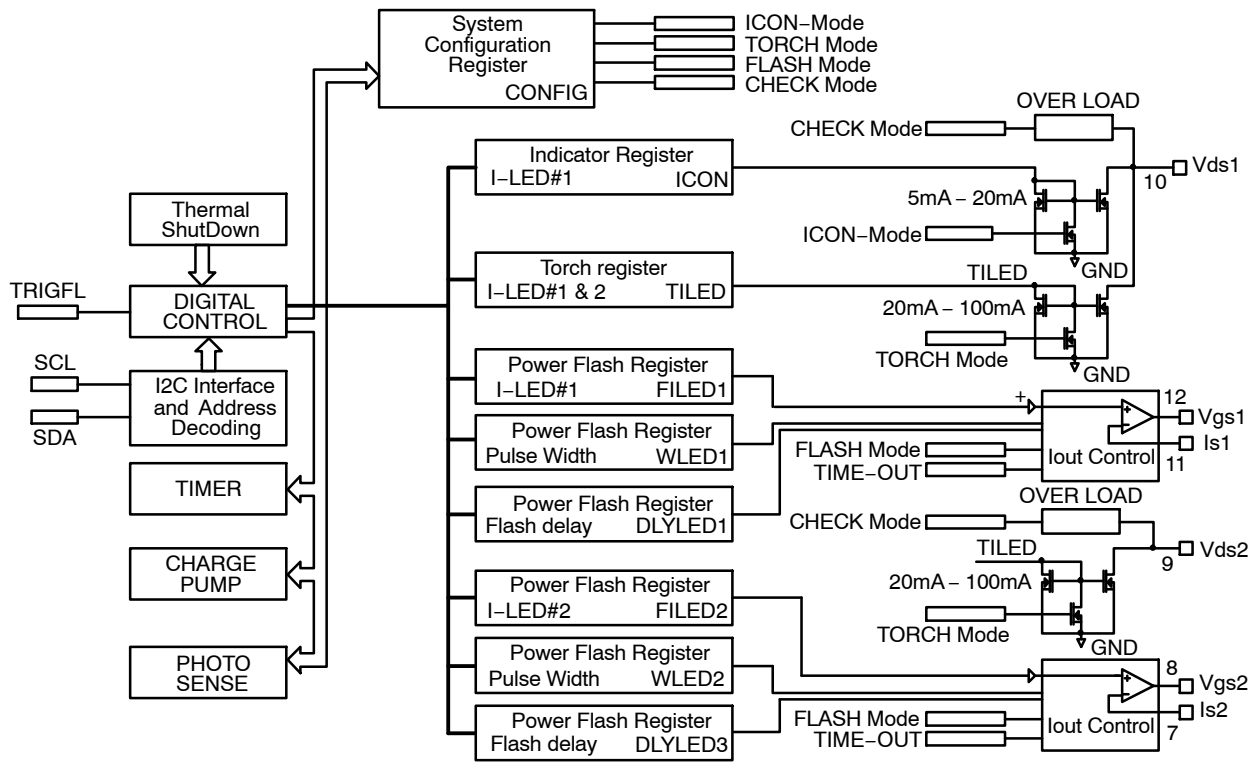 System
Configuration
Register
CONFIG
ICON−Mode
TORCH Mode
FLASH Mode
CHECK Mode
OVER LOAD
CHECK Mode
Vds1
10
Indicator Register
I−LED#1 ICON
5mA − 20mA
ICON−Mode
GND
Thermal
ShutDown
TRIGFL
DIGITAL
CONTROL
SCL
SDA
I2C Interface
and Address
Decoding
TIMER
CHARGE
PUMP
PHOTO
SENSE
Torch register
I−LED#1 & 2 TILED
TILED
20mA − 100mA
TORCH Mode
GND
Power Flash Register
I−LED#1 FILED1
+
12
+
−
Vgs1
Is1
11
Iout Control
Power Flash Register
Pulse Width WLED1
FLASH Mode
TIME−OUT
Power Flash Register
Flash delay DLYLED1
OVER LOAD
CHECK Mode
Vds2
9
TILED
20mA − 100mA
TORCH Mode
GND
Power Flash Register
I−LED#2 FILED2
Power Flash Register
Pulse Width WLED2
8
+
−
Vgs2
Is2
7
Iout Control
Power Flash Register
Flash delay DLYLED3
FLASH Mode
TIME−OUT